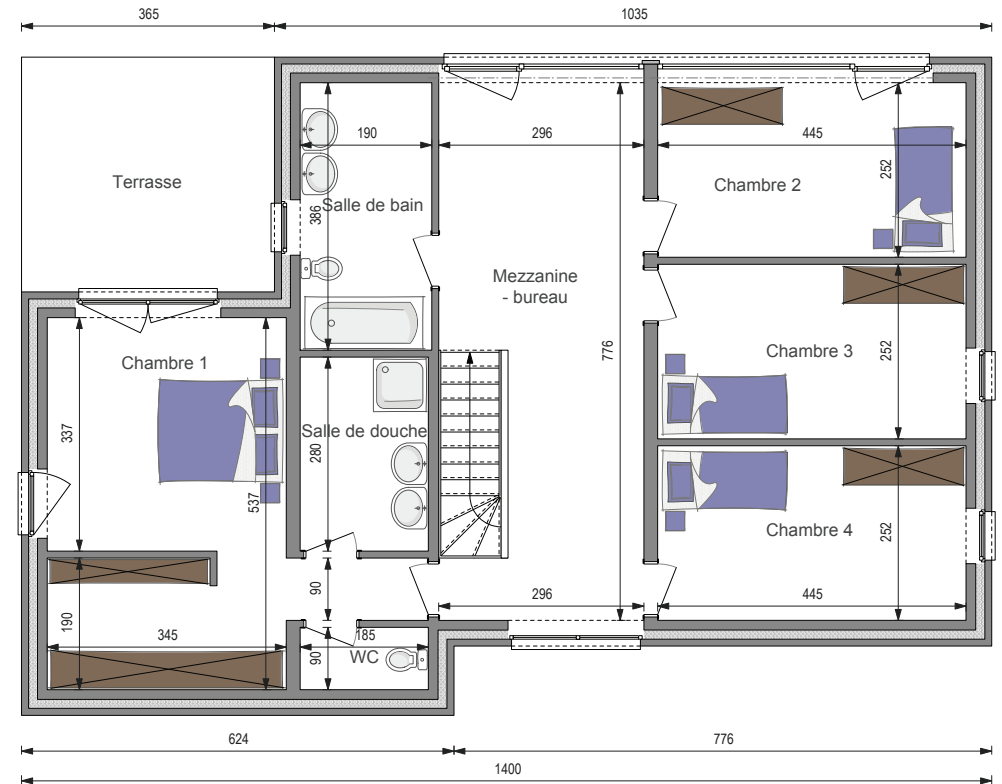 365
1035
190
296
445
Terrasse
Salle de bain
386
Chambre 2
252
Mezzanine
- bureau
776
Chambre 1
Chambre 3
252
337
537
Salle de douche
280
Chambre 4
252
90
190
345
296
445
185
90
WC
624
776
1400